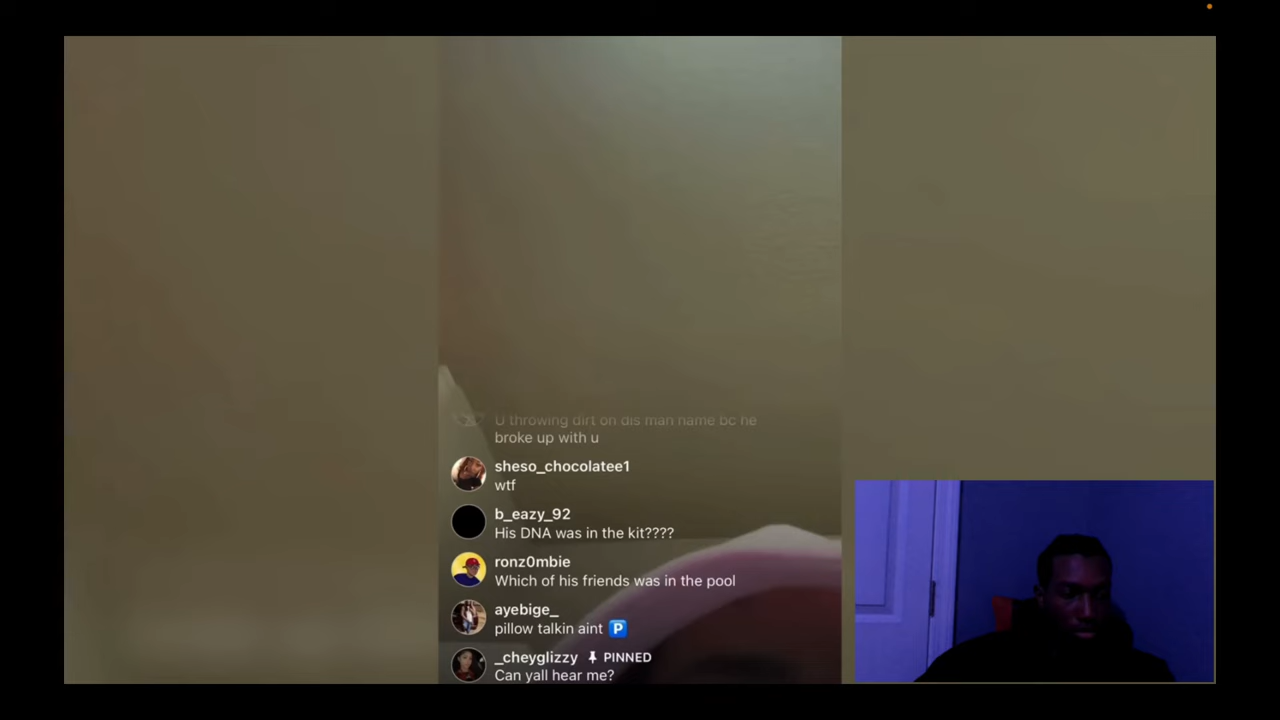 U throwing dirt on dis man name bc he
broke up with u
sheso_chocolatee1
wtf
b_eazy_92
His DNA was in the kit????
ronz0mbie
Which of his friends was in the pool
ayebige_
pillow talkin aint 🅿️
_cheyglizzy 📌 PINNED
Can yall hear me?